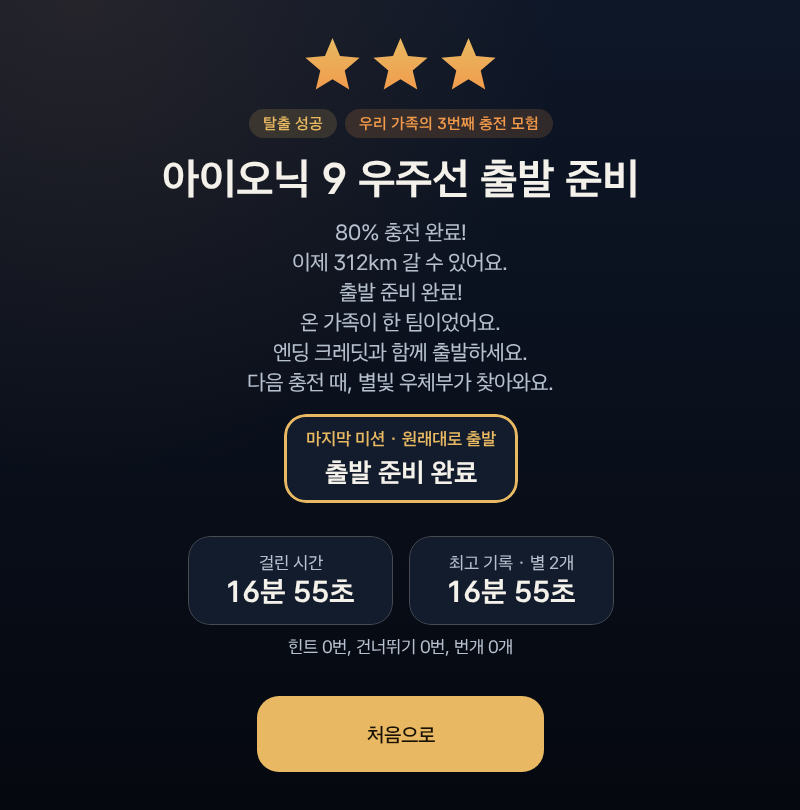 탈출 성공
우리 가족의 3번째 충전 모험
아이오닉 9 우주선 출발 준비
80% 충전 완료!
이제 312km 갈 수 있어요.
출발 준비 완료!
온 가족이 한 팀이었어요.
엔딩 크레딧과 함께 출발하세요.
다음 충전 때, 별빛 우체부가 찾아와요.
마지막 미션 · 원래대로 출발
출발 준비 완료
걸린 시간
16분 55초
최고 기록 · 별 2개
16분 55초
힌트 0번, 건너뛰기 0번, 번개 0개
처음으로